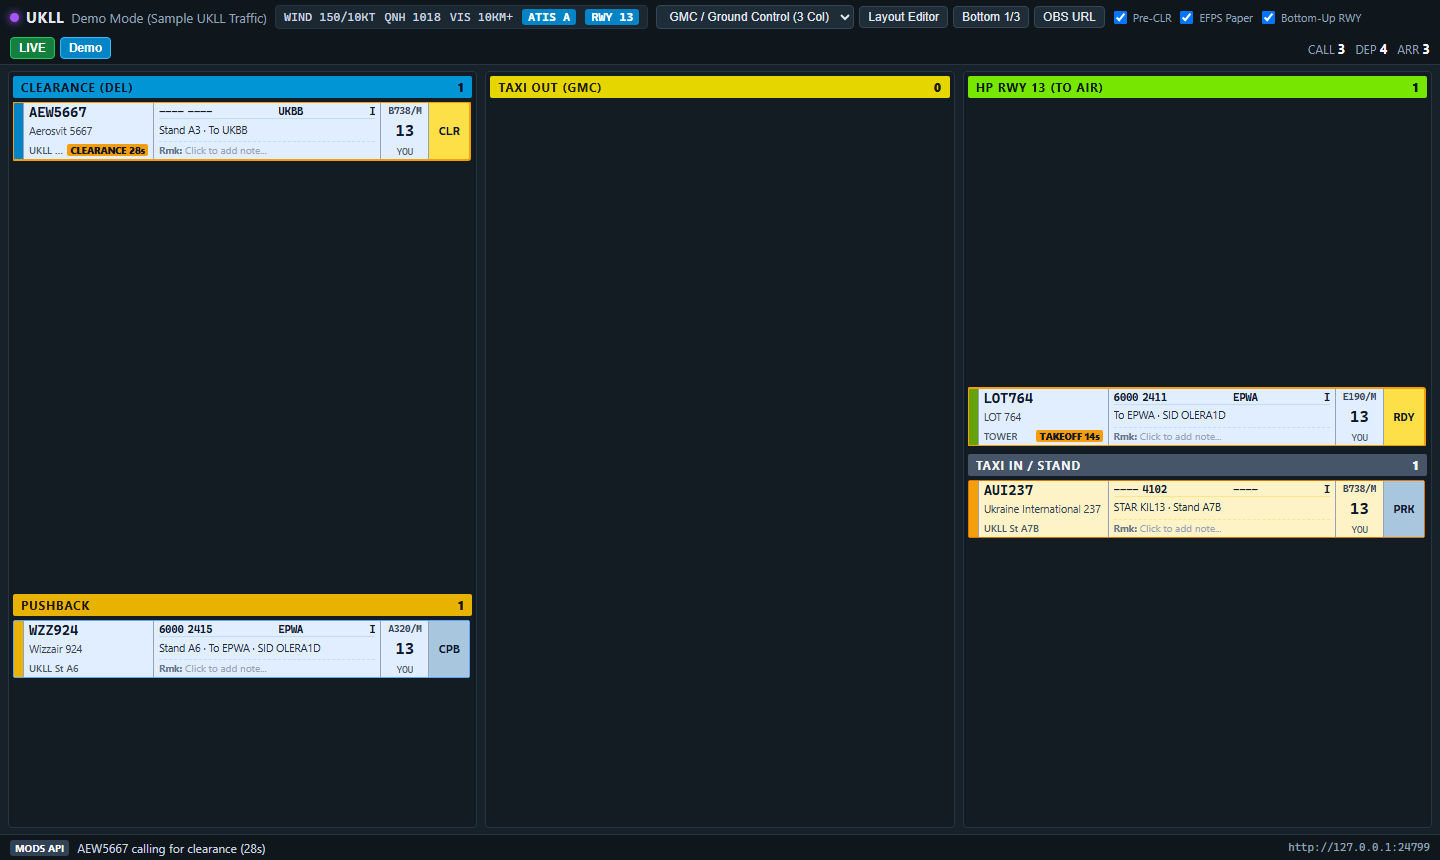 UKLL Demo Mode (Sample UKLL Traffic) WIND 150/10KT QNH 1018 VIS 10KM+ ATIS A RWY 13 GMC / Ground Control (3 Col) Layout Editor Bottom 1/3 OBS URL Pre-CLR EFPS Paper Bottom-Up RWY
LIVE Demo CALL 3 DEP 4 ARR 3
CLEARANCE (DEL) 1
AEW5667 ---- ---- UKBB I B738/M
Aerosvit 5667 Stand A3 · To UKBB 13 CLR
UKLL ... CLEARANCE 28s Rmk: Click to add note... YOU
PUSHBACK 1
WZZ924 6000 2415 EPWA I A320/M
Wizzair 924 Stand A6 · To EPWA · SID OLERA1D 13 CPB
UKLL St A6 Rmk: Click to add note... YOU
TAXI OUT (GMC) 0
HP RWY 13 (TO AIR) 1
LOT764 6000 2411 EPWA I E190/M
LOT 764 To EPWA · SID OLERA1D 13 RDY
TOWER TAKEOFF 14s Rmk: Click to add note... YOU
TAXI IN / STAND 1
AUI237 ---- 4102 ---- I B738/M
Ukraine International 237 STAR KIL13 · Stand A7B 13 PRK
UKLL St A7B Rmk: Click to add note... YOU
MODS API AEW5667 calling for clearance (28s) http://127.0.0.1:24799